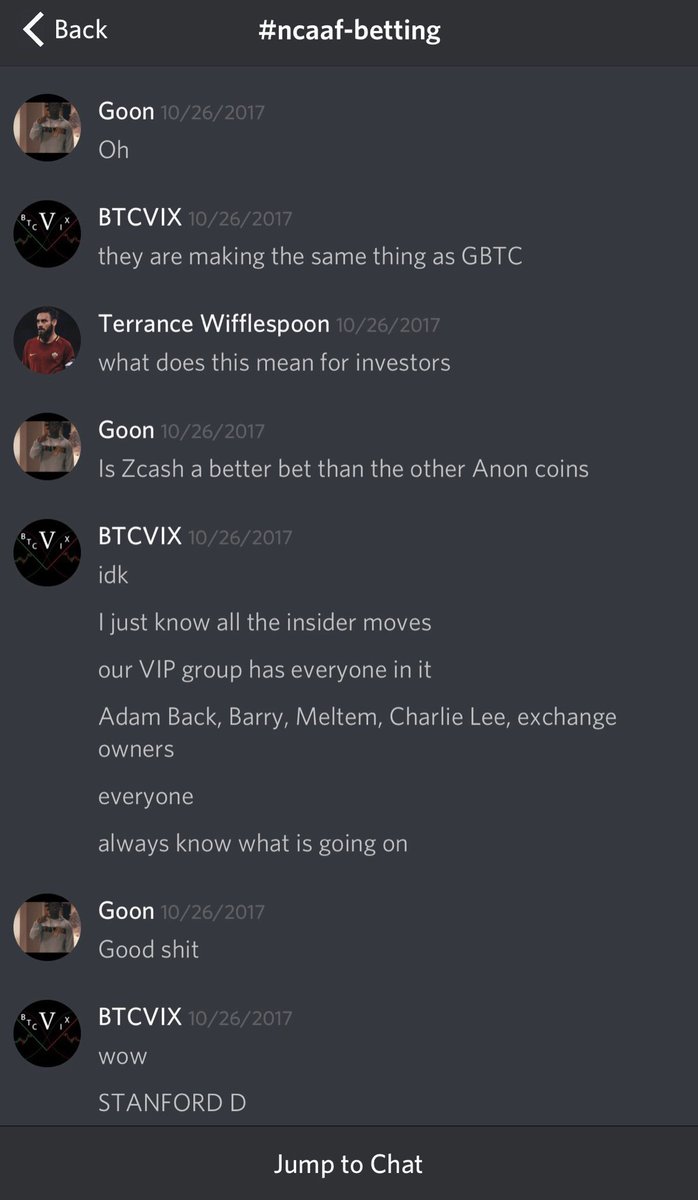 Back
#ncaaf-betting
Goon 10/26/2017
Oh
BTCVIX 10/26/2017
they are making the same thing as GBTC
Terrance Wifflespoon 10/26/2017
what does this mean for investors
Goon 10/26/2017
Is Zcash a better bet than the other Anon coins
BTCVIX 10/26/2017
idk
I just know all the insider moves
our VIP group has everyone in it
Adam Back, Barry, Meltem, Charlie Lee, exchange
owners
everyone
always know what is going on
Goon 10/26/2017
Good shit
BTCVIX 10/26/2017
wow
STANFORD D
Jump to Chat